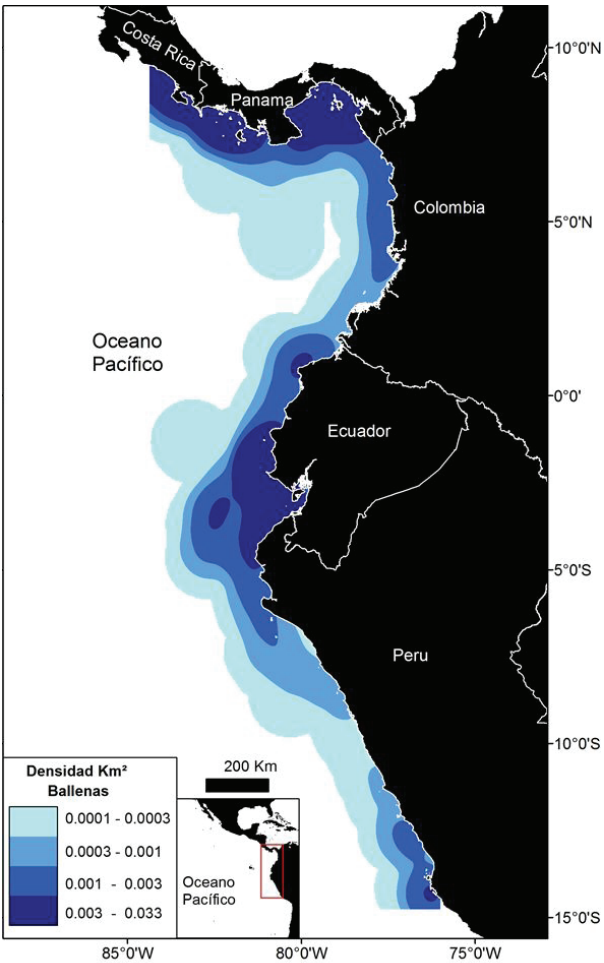 Costa Rica
Panama
Colombia
Oceano
Pacífico
Ecuador
Peru
10°0'N
5°0'N
0°0'
5°0'S
10°0'S
15°0'S
Densidad Km²
Ballenas
0.0001 - 0.0003
0.0003 - 0.001
0.001 - 0.003
0.003 - 0.033
200 Km
Oceano
Pacífico
85°0'W
80°0'W
75°0'W